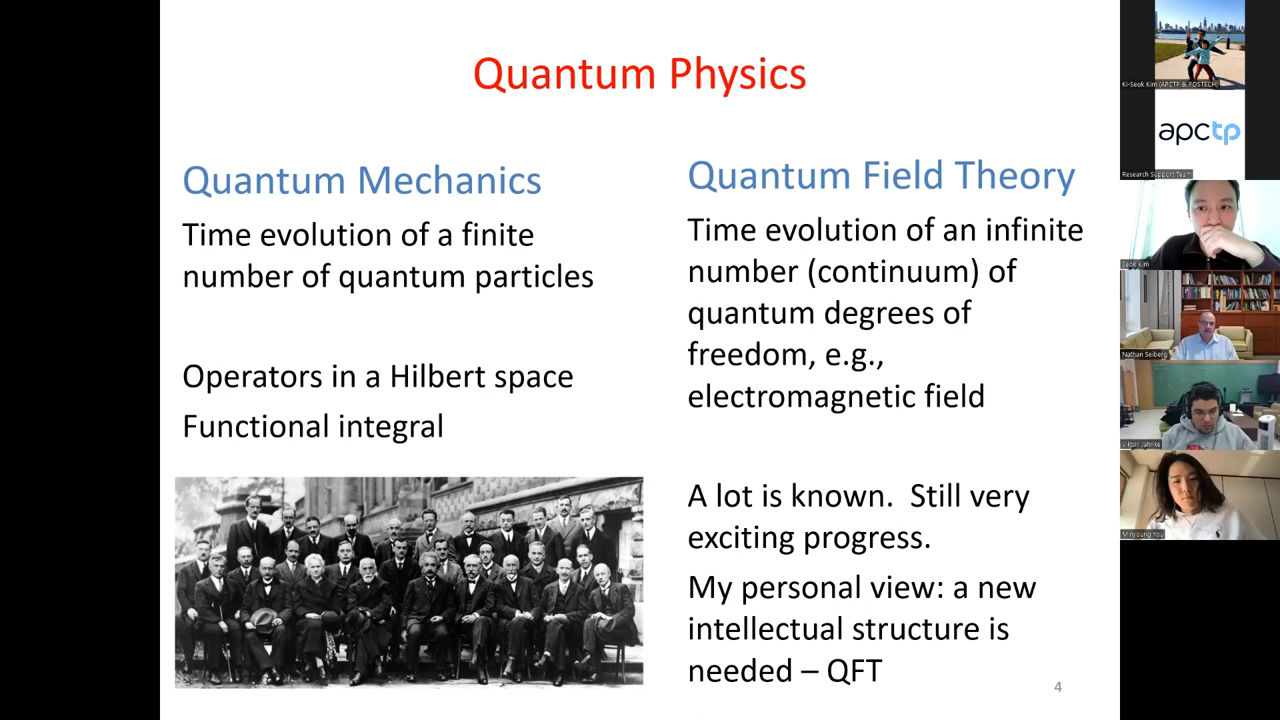 Quantum Physics
Quantum Mechanics
Time evolution of a finite
number of quantum particles
Operators in a Hilbert space
Functional integral
Quantum Field Theory
Time evolution of an infinite
number (continuum) of
quantum degrees of
freedom, e.g.,
electromagnetic field
A lot is known. Still very
exciting progress.
My personal view: a new
intellectual structure is
needed – QFT
4
Ki-Seok Kim (APCTP & POSTECH)
apctp
Research Support Team
Seok Kim
Nathan Seiberg
Viktor Jahnke
Minyoung You